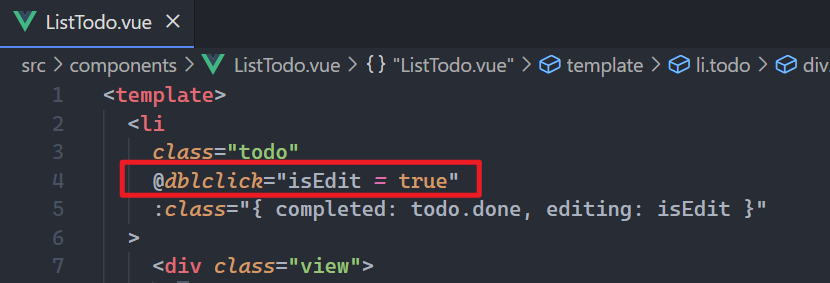 ListTodo.vue ×
src > components > ListTodo.vue > {} "ListTodo.vue" > template > li.todo > div
1 <template>
2 <li
3 class="todo"
4 @dblclick="isEdit = true"
5 :class="{ completed: todo.done, editing: isEdit }"
6 >
7 <div class="view">